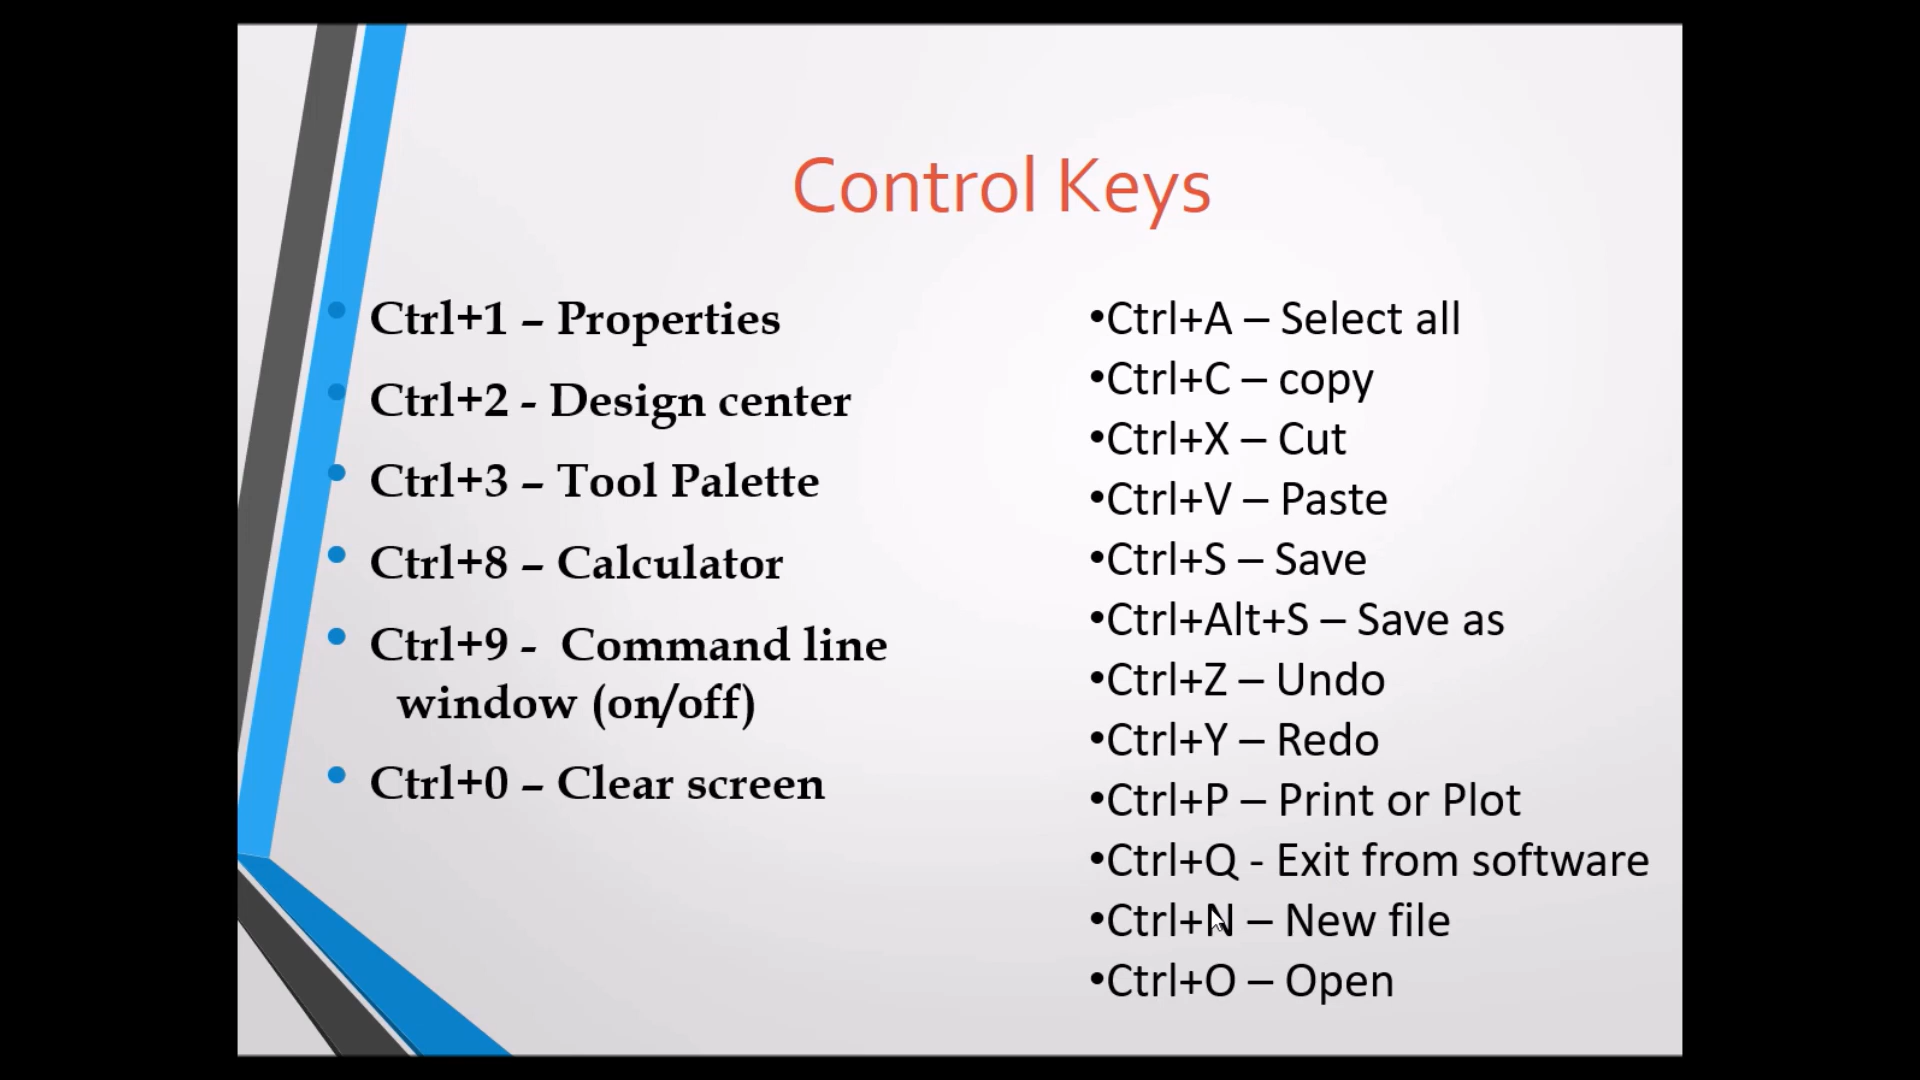 Control Keys
• Ctrl+1 – Properties
• Ctrl+2 - Design center
• Ctrl+3 – Tool Palette
• Ctrl+8 – Calculator
• Ctrl+9 - Command line
window (on/off)
• Ctrl+0 – Clear screen
•Ctrl+A – Select all
•Ctrl+C – copy
•Ctrl+X – Cut
•Ctrl+V – Paste
•Ctrl+S – Save
•Ctrl+Alt+S – Save as
•Ctrl+Z – Undo
•Ctrl+Y – Redo
•Ctrl+P – Print or Plot
•Ctrl+Q - Exit from software
•Ctrl+N – New file
•Ctrl+O – Open